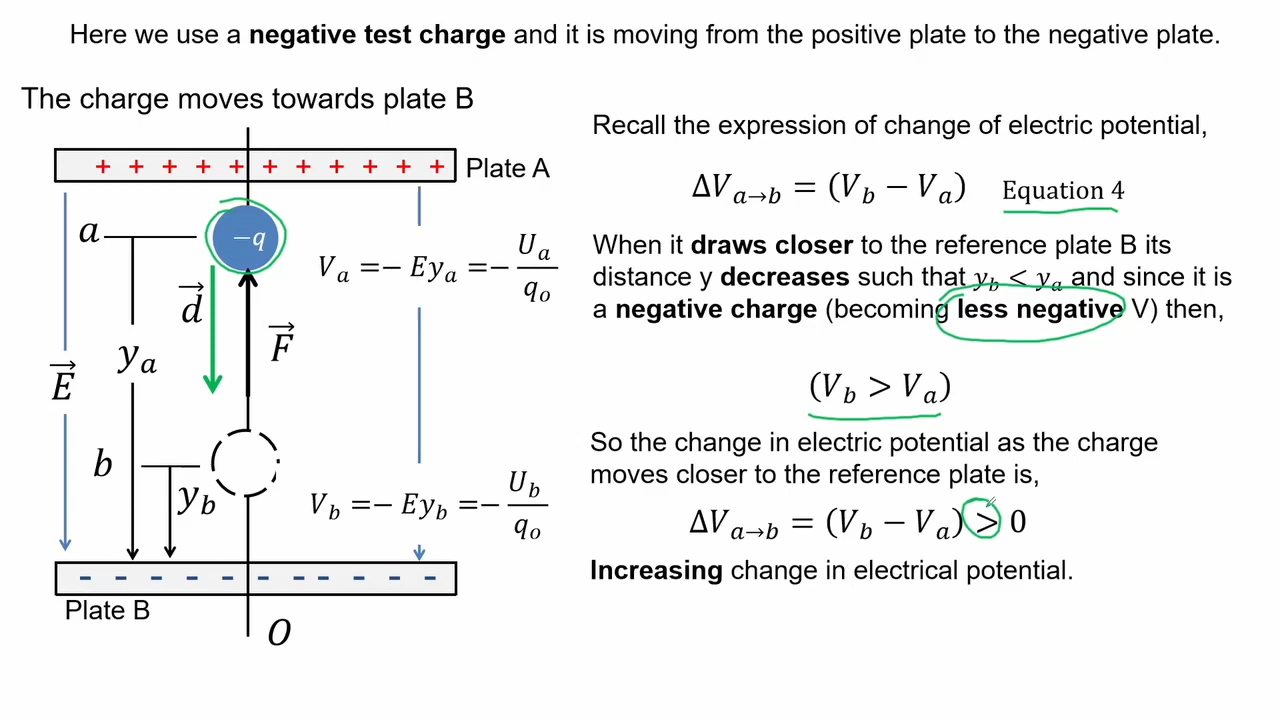 Here we use a negative test charge and it is moving from the positive plate to the negative plate.
The charge moves towards plate B
+ + + + + + + + + + +
Plate A
a
−q
V_a =− Ey_a =− U_a/q_o
d⃗
F⃗
y_a
E⃗
b
y_b
V_b =− Ey_b =− U_b/q_o
- - - - - - - - - - -
Plate B
O
Recall the expression of change of electric potential,
ΔV_{a→b} = (V_b − V_a) Equation 4
When it draws closer to the reference plate B its
distance y decreases such that y_b < y_a and since it is
a negative charge (becoming less negative V) then,
(V_b > V_a)
So the change in electric potential as the charge
moves closer to the reference plate is,
ΔV_{a→b} = (V_b − V_a) > 0
Increasing change in electrical potential.